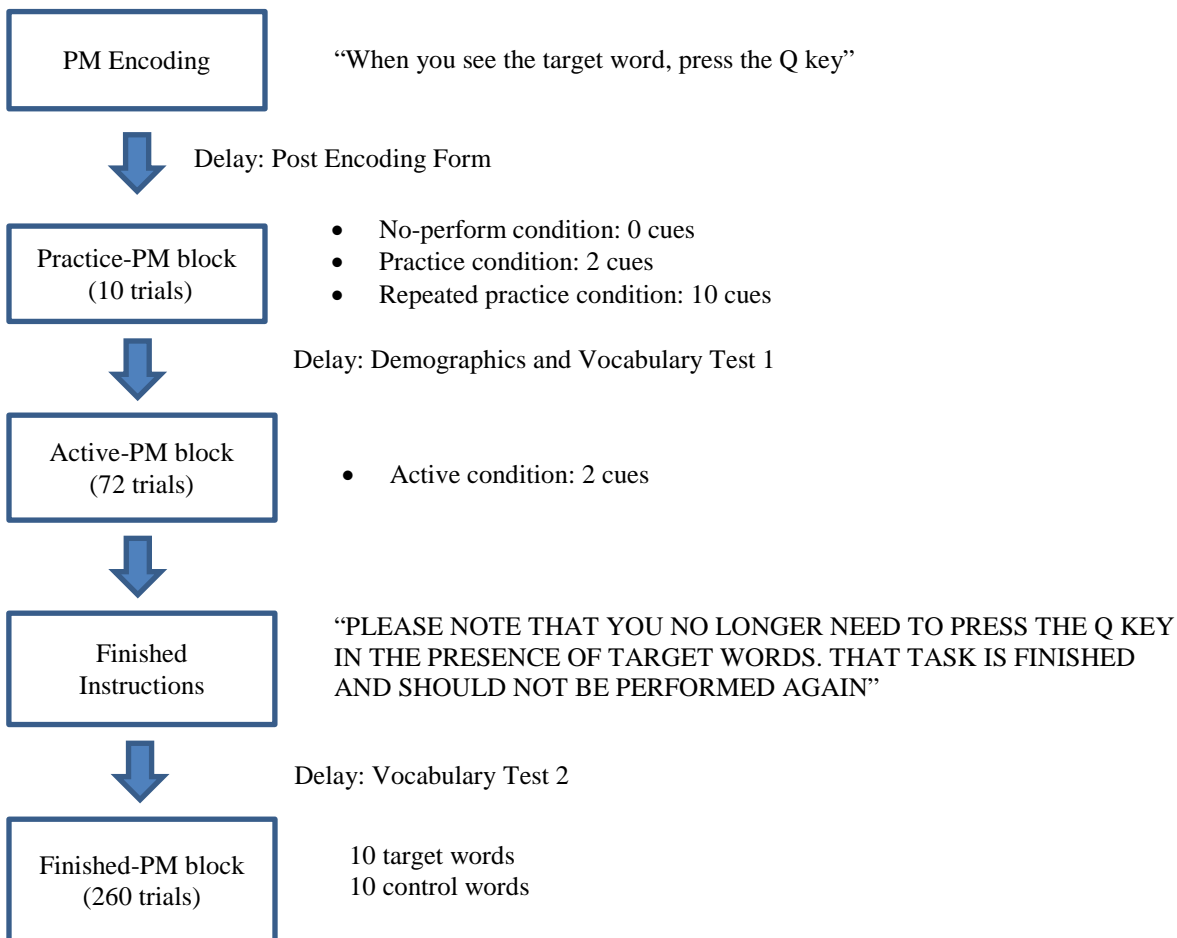 PM Encoding
“When you see the target word, press the Q key”
Delay: Post Encoding Form
Practice-PM block
(10 trials)
• No-perform condition: 0 cues
• Practice condition: 2 cues
• Repeated practice condition: 10 cues
Delay: Demographics and Vocabulary Test 1
Active-PM block
(72 trials)
• Active condition: 2 cues
Finished
Instructions
“PLEASE NOTE THAT YOU NO LONGER NEED TO PRESS THE Q KEY
IN THE PRESENCE OF TARGET WORDS. THAT TASK IS FINISHED
AND SHOULD NOT BE PERFORMED AGAIN”
Delay: Vocabulary Test 2
Finished-PM block
(260 trials)
10 target words
10 control words